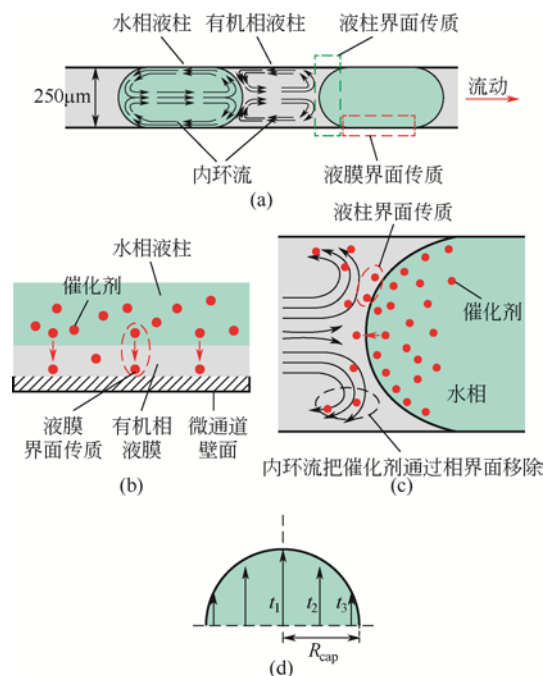 水相液柱
有机相液柱
液柱界面传质
250μm
流动
内环流
液膜界面传质
(a)
水相液柱
催化剂
液膜
界面传质
有机相
液膜
微通道
壁面
(b)
液柱界面传质
催化剂
水相
内环流把催化剂通过相界面移除
(c)
t1
t2
t3
Rcap
(d)